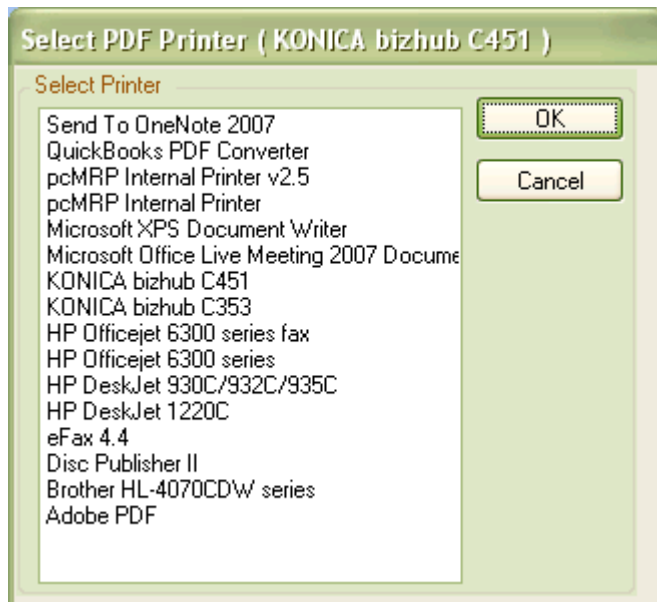 Select PDF Printer ( KONICA bizhub C451 )
Select Printer
Send To OneNote 2007
QuickBooks PDF Converter
pcMRP Internal Printer v2.5
pcMRP Internal Printer
Microsoft XPS Document Writer
Microsoft Office Live Meeting 2007 Docume
KONICA bizhub C451
KONICA bizhub C353
HP Officejet 6300 series fax
HP Officejet 6300 series
HP DeskJet 930C/932C/935C
HP DeskJet 1220C
eFax 4.4
Disc Publisher II
Brother HL-4070CDW series
Adobe PDF
OK
Cancel